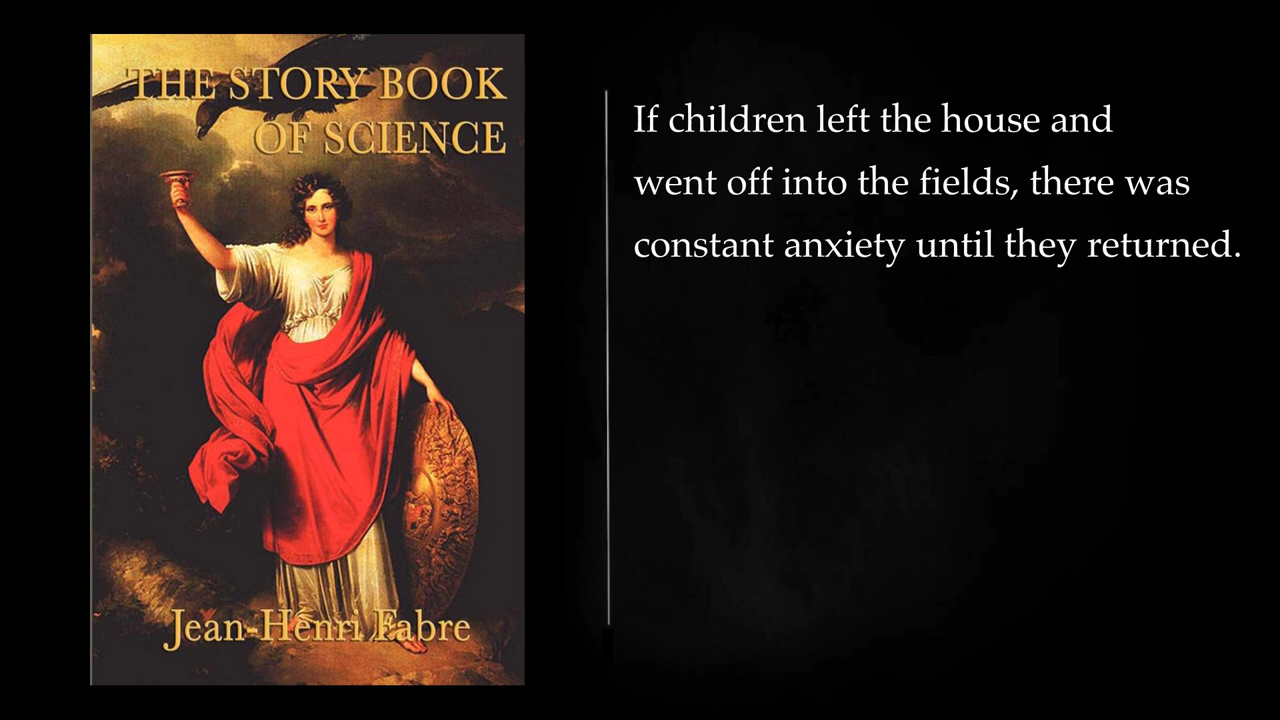 THE STORY BOOK
OF SCIENCE
Jean-Henri Fabre
If children left the house and
went off into the fields, there was
constant anxiety until they returned.